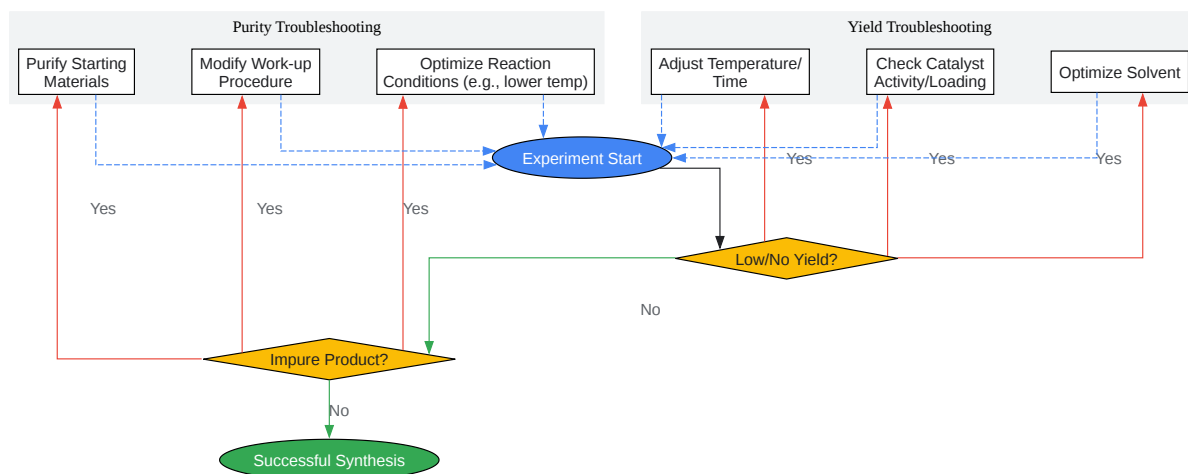 Purity Troubleshooting
Yield Troubleshooting
Purify Starting
Materials
Modify Work-up
Procedure
Optimize Reaction
Conditions (e.g., lower temp)
Adjust Temperature/
Time
Check Catalyst
Activity/Loading
Optimize Solvent
Experiment Start
Yes
Yes
Yes
Yes
Yes
Yes
Low/No Yield?
No
Impure Product?
No
Successful Synthesis